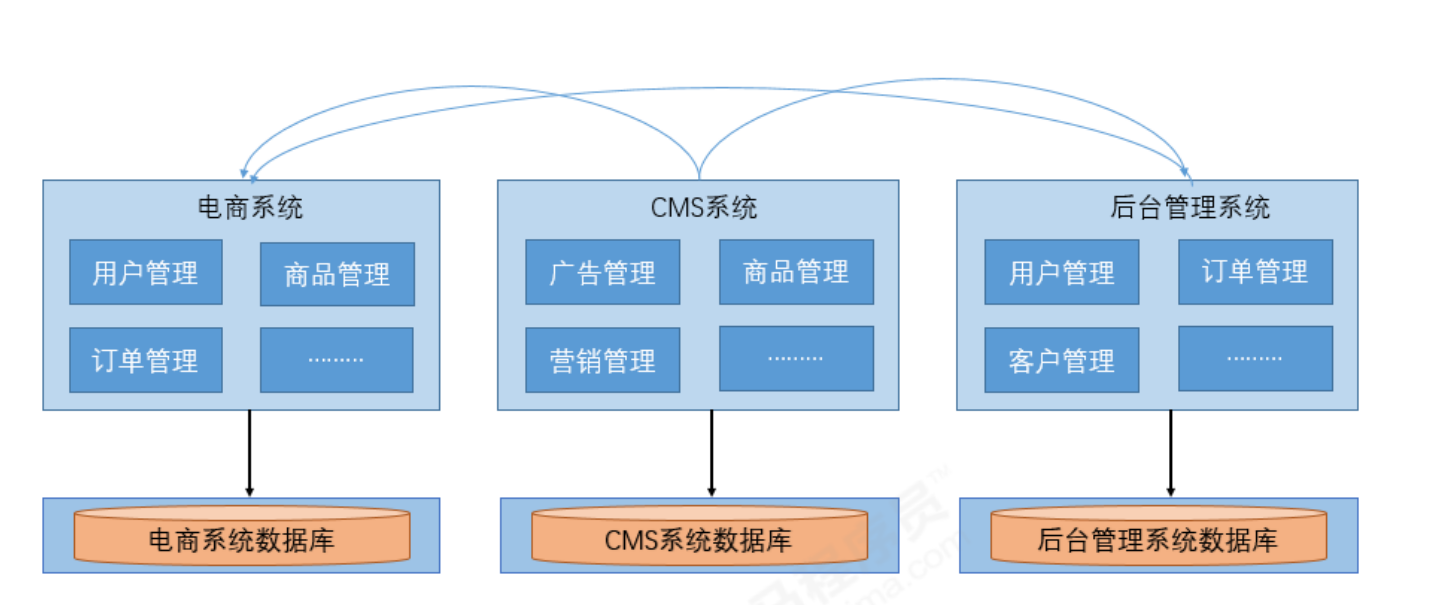 电商系统
用户管理
商品管理
订单管理
………
CMS系统
广告管理
商品管理
营销管理
………
后台管理系统
用户管理
订单管理
客户管理
………
电商系统数据库
CMS系统数据库
后台管理系统数据库